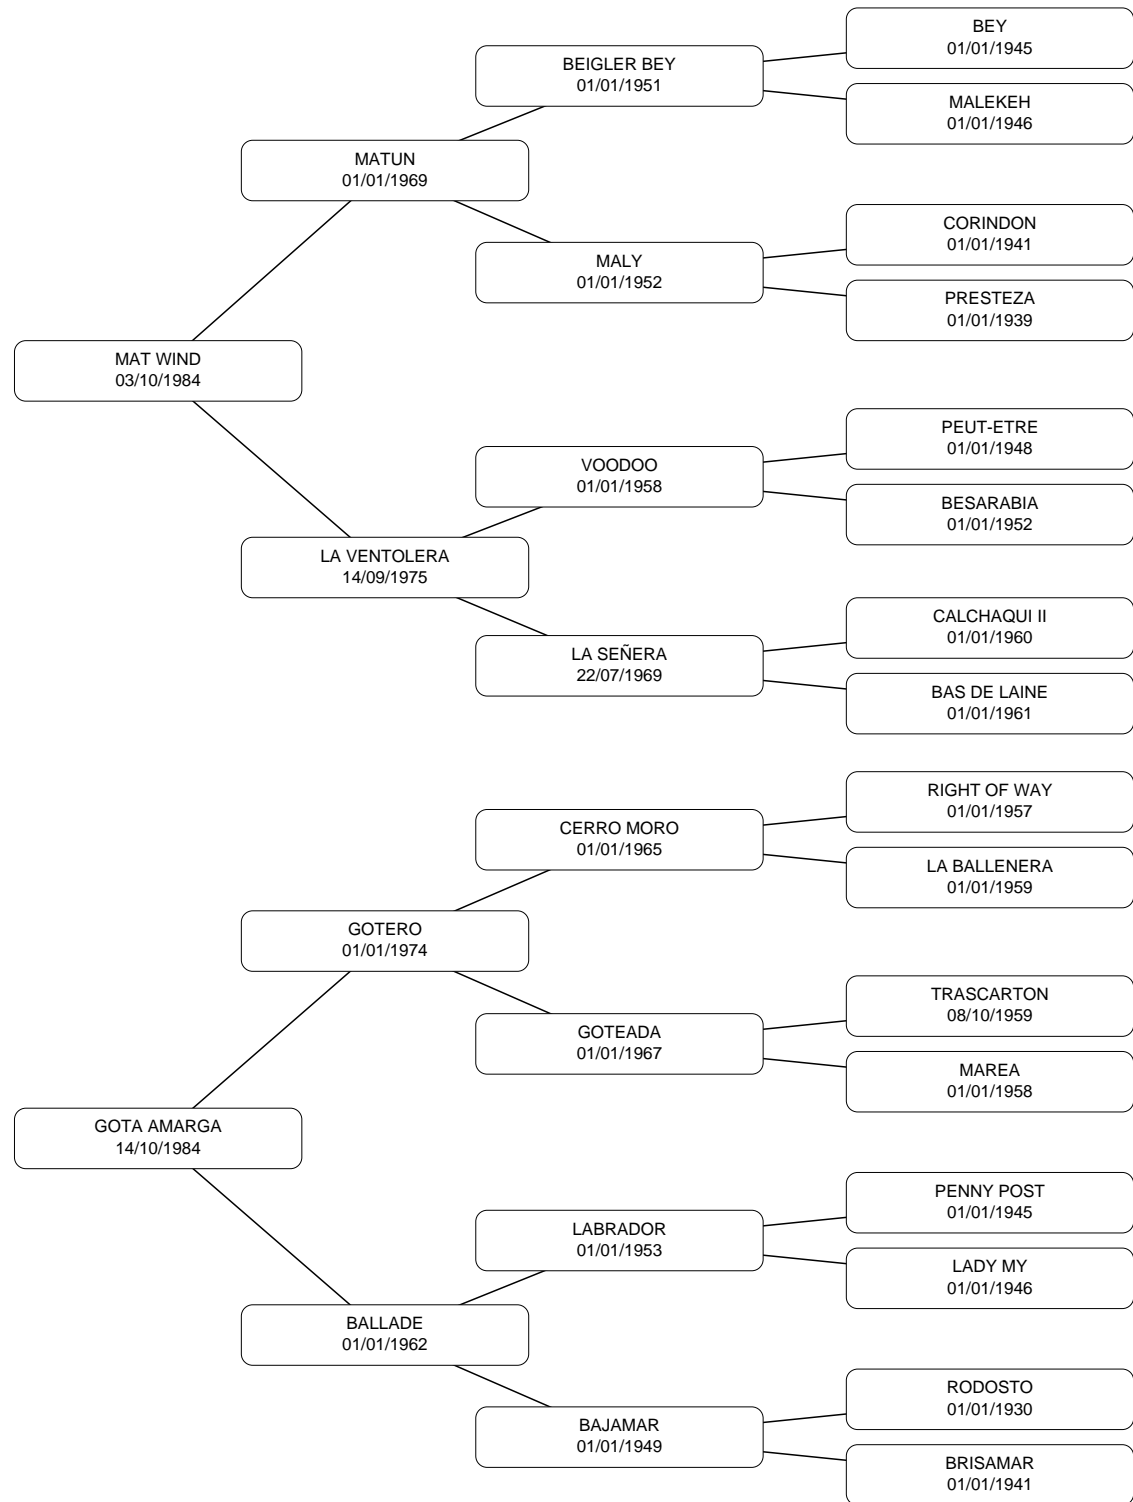 BEY
01/01/1945
BEIGLER BEY
01/01/1951
MALEKEH
01/01/1946
MATUN
01/01/1969
CORINDON
01/01/1941
MALY
01/01/1952
PRESTEZA
01/01/1939
MAT WIND
03/10/1984
PEUT-ETRE
01/01/1948
VOODOO
01/01/1958
BESARABIA
01/01/1952
LA VENTOLERA
14/09/1975
CALCHAQUI II
01/01/1960
LA SEÑERA
22/07/1969
BAS DE LAINE
01/01/1961
RIGHT OF WAY
01/01/1957
CERRO MORO
01/01/1965
LA BALLENERA
01/01/1959
GOTERO
01/01/1974
TRASCARTON
08/10/1959
GOTEADA
01/01/1967
MAREA
01/01/1958
GOTA AMARGA
14/10/1984
PENNY POST
01/01/1945
LABRADOR
01/01/1953
LADY MY
01/01/1946
BALLADE
01/01/1962
RODOSTO
01/01/1930
BAJAMAR
01/01/1949
BRISAMAR
01/01/1941